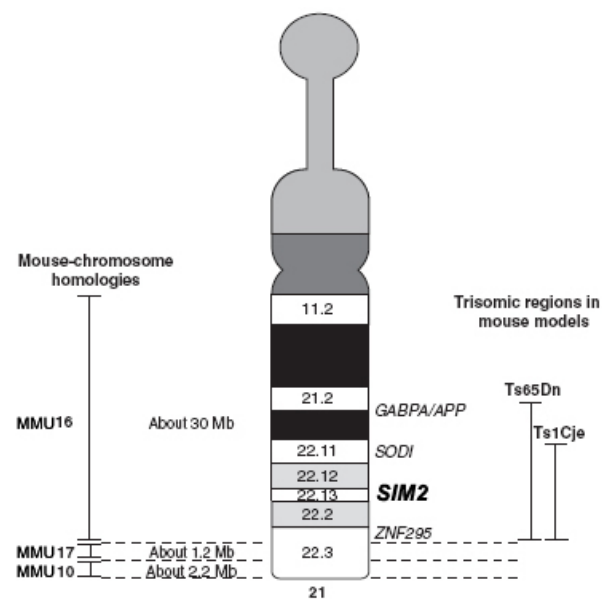 Mouse-chromosome
homologies
Trisomic regions in
mouse models
11.2
Ts65Dn
21.2
GABPA/APP
MMU16
About 30 Mb
Ts1Cje
22.11
SODI
22.12
22.13
SIM2
22.2
ZNF295
MMU17
About 1.2 Mb
22.3
MMU10
About 2.2 Mb
21